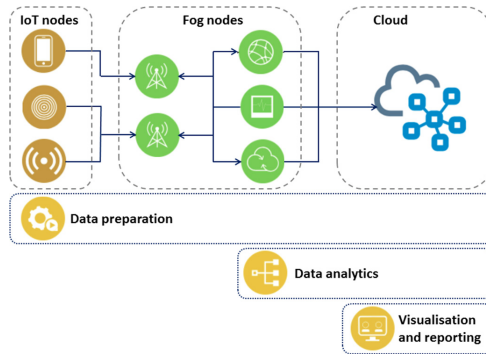 IoT nodes
Fog nodes
Cloud
Data preparation
Data analytics
Visualisation
and reporting